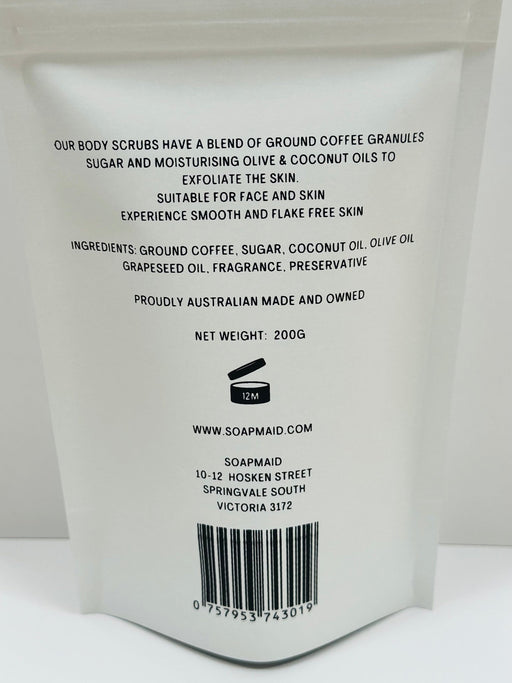 OUR BODY SCRUBS HAVE A BLEND OF GROUND COFFEE GRANULES
SUGAR AND MOISTURISING OLIVE & COCONUT OILS TO
EXFOLIATE THE SKIN.
SUITABLE FOR FACE AND SKIN
EXPERIENCE SMOOTH AND FLAKE FREE SKIN
INGREDIENTS: GROUND COFFEE, SUGAR, COCONUT OIL, OLIVE OIL
GRAPESEED OIL, FRAGRANCE, PRESERVATIVE
PROUDLY AUSTRALIAN MADE AND OWNED
NET WEIGHT: 200G
12M
WWW.SOAPMAID.COM
SOAPMAID
10-12 HOSKEN STREET
SPRINGVALE SOUTH
VICTORIA 3172
0 757953 743019